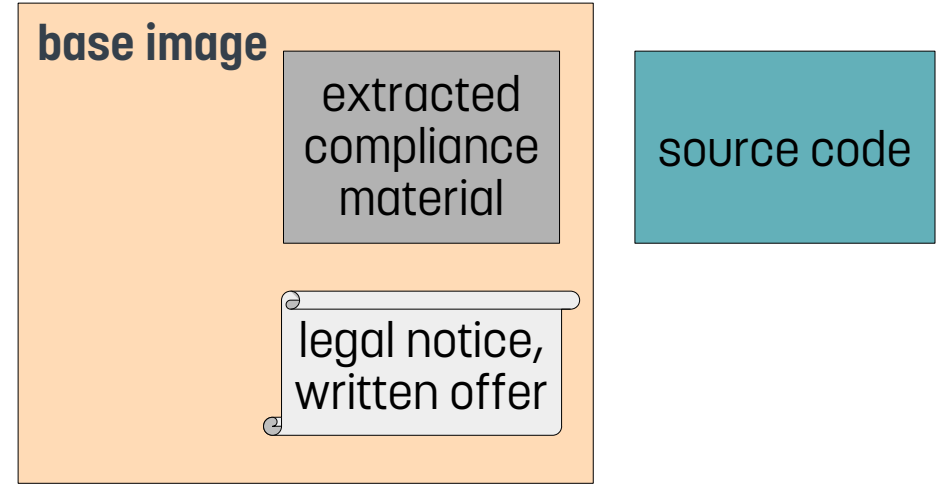 base image
extracted
compliance
material
source code
legal notice,
written offer